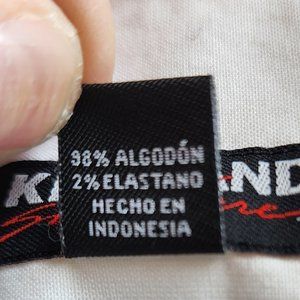 98% ALGODÓN
2% ELASTANO
HECHO EN
INDONESIA